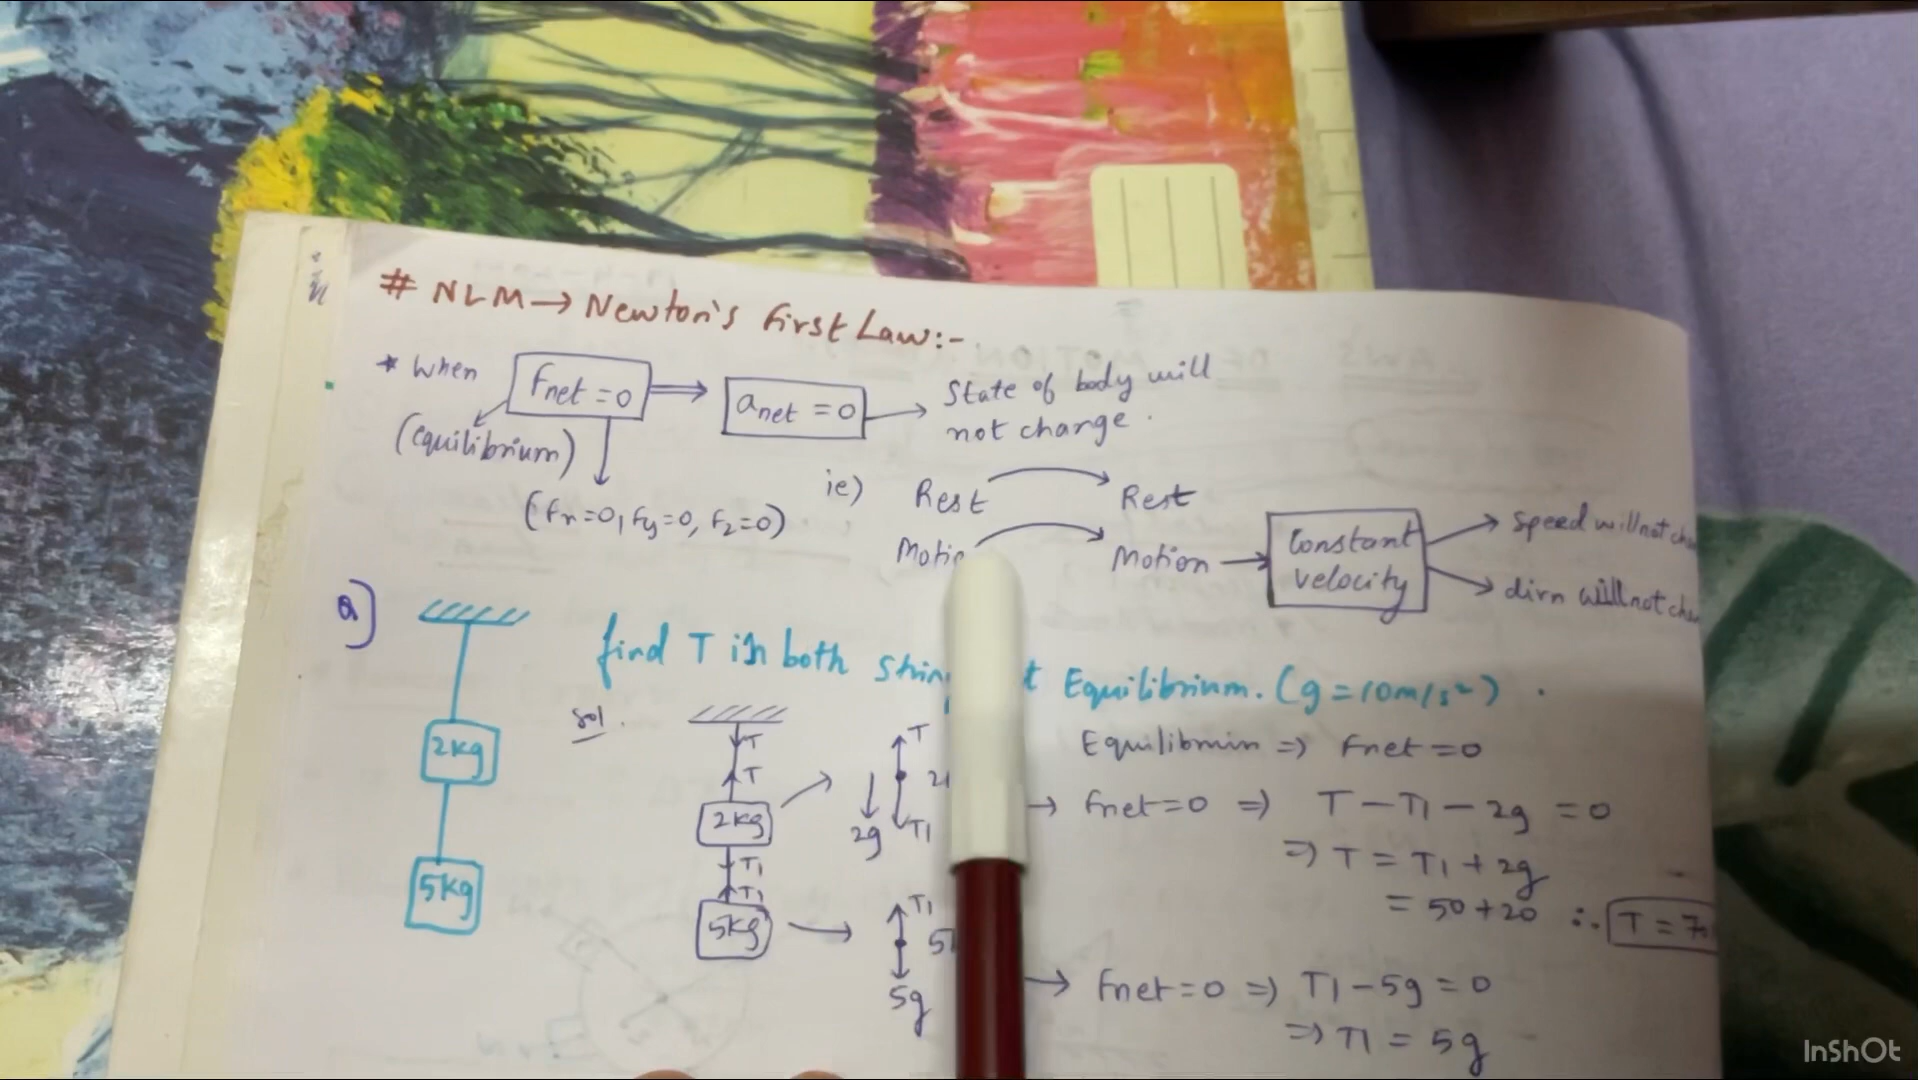 # NLM → Newton's First Law:-
* When Fnet = 0 ⇒ anet = 0 → State of body will not change.
(equilibrium)
(Fx=0, Fy=0, Fz=0)
ie) Rest Rest
Motion Motion → Constant velocity
Speed will not
dirn will not
Q]
find T in both Equilibrium. (g = 10m/s²).
2kg
5kg
Sol.
T
T
2kg
T1
T1
5kg
T
2g
T1
T1
5g
Equilibmin ⇒ Fnet = 0
→ Fnet = 0 ⇒ T - T1 - 2g = 0
⇒ T = T1 + 2g
= 50 + 20 ∴ T = 70
→ Fnet = 0 ⇒ T1 - 5g = 0
⇒ T1 = 5g
InShOt